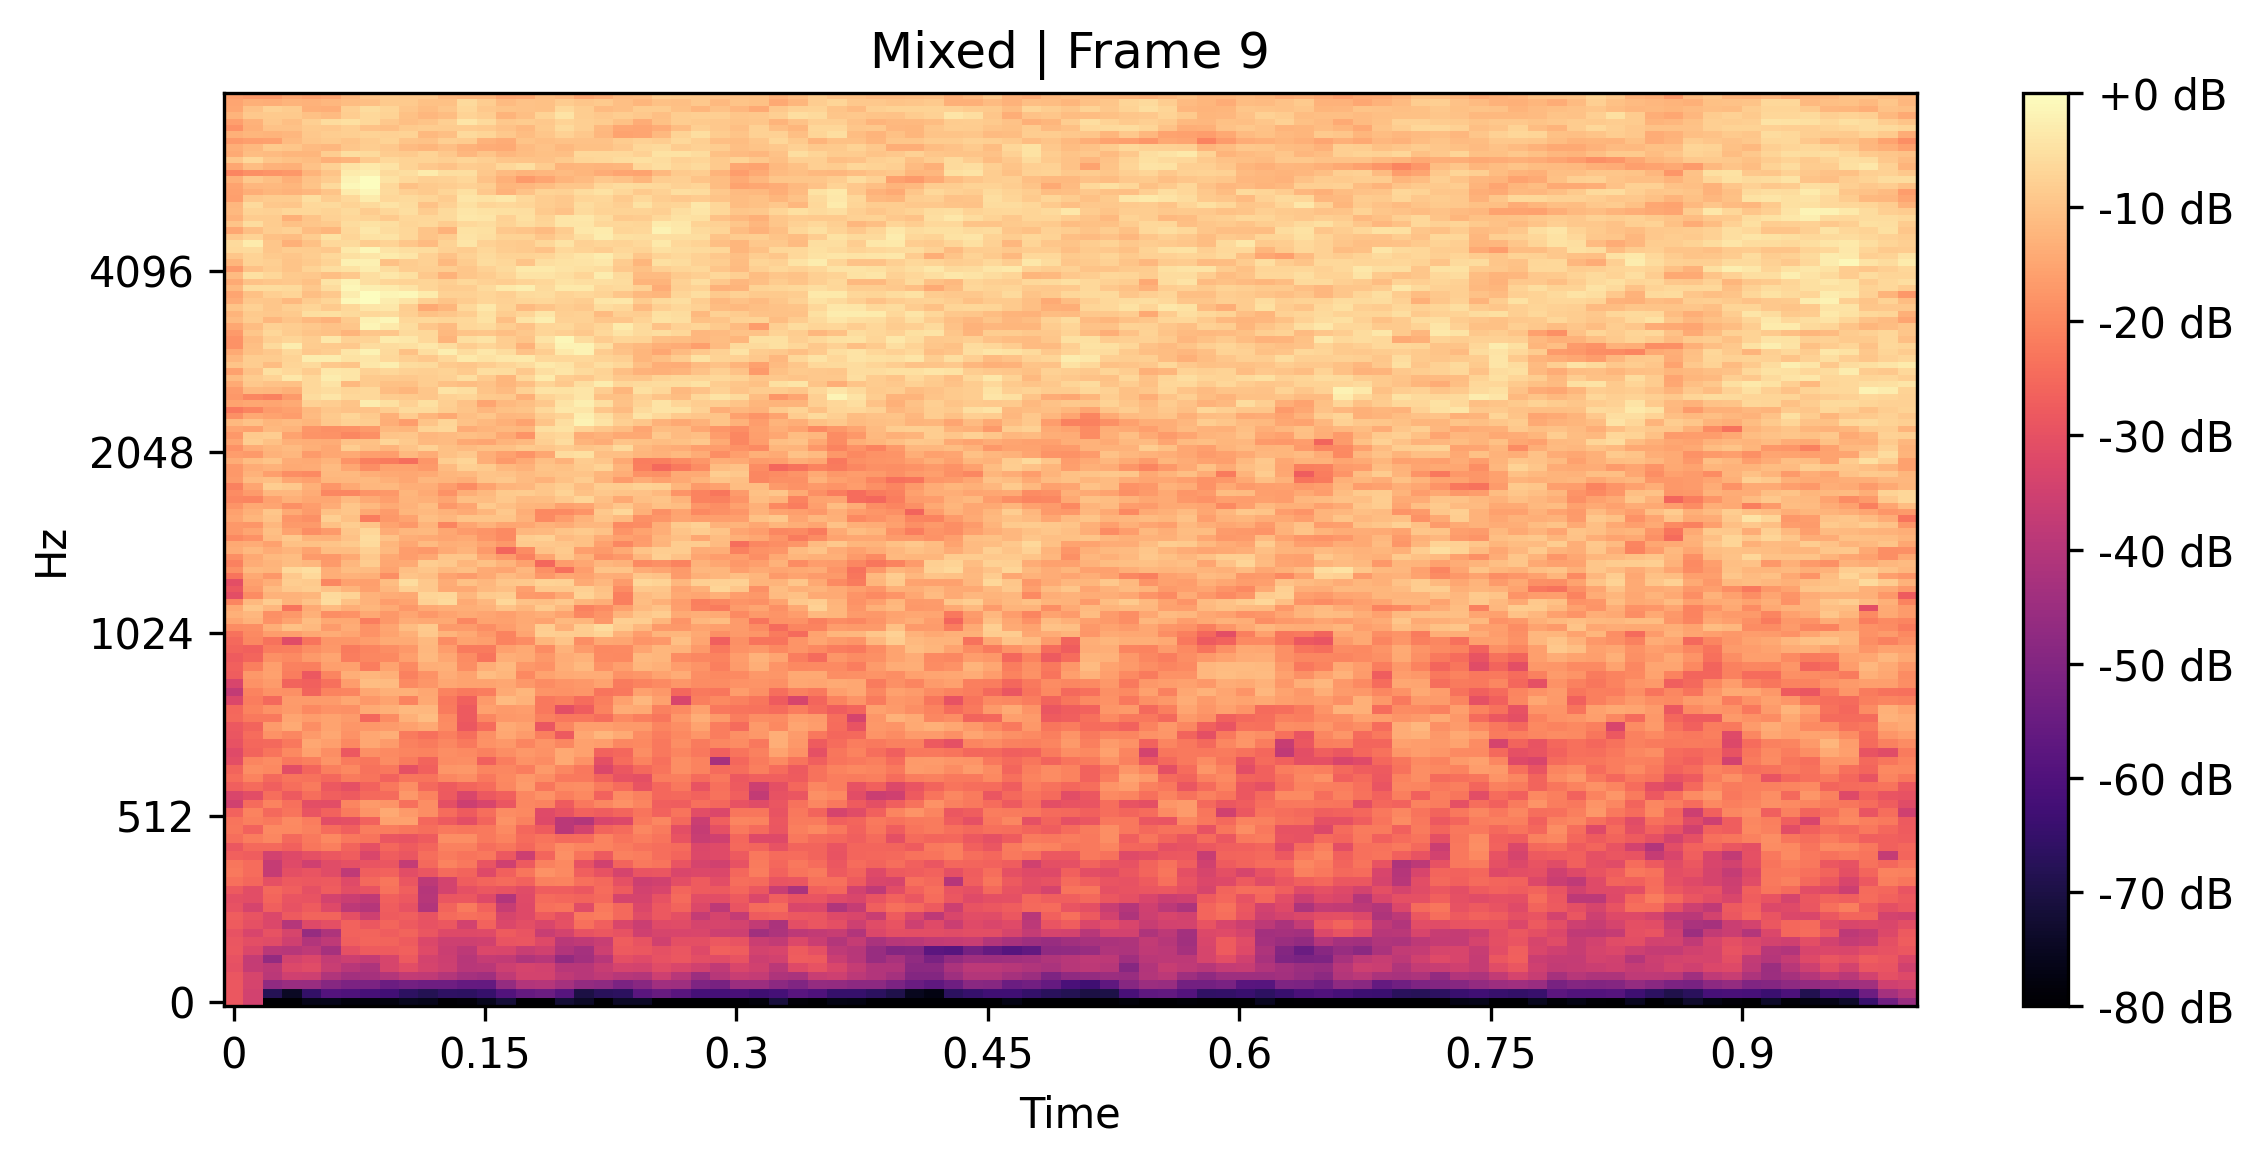 Mixed | Frame 9
Hz
4096
2048
1024
512
0
0 0.15 0.3 0.45 0.6 0.75 0.9
Time
+0 dB
-10 dB
-20 dB
-30 dB
-40 dB
-50 dB
-60 dB
-70 dB
-80 dB